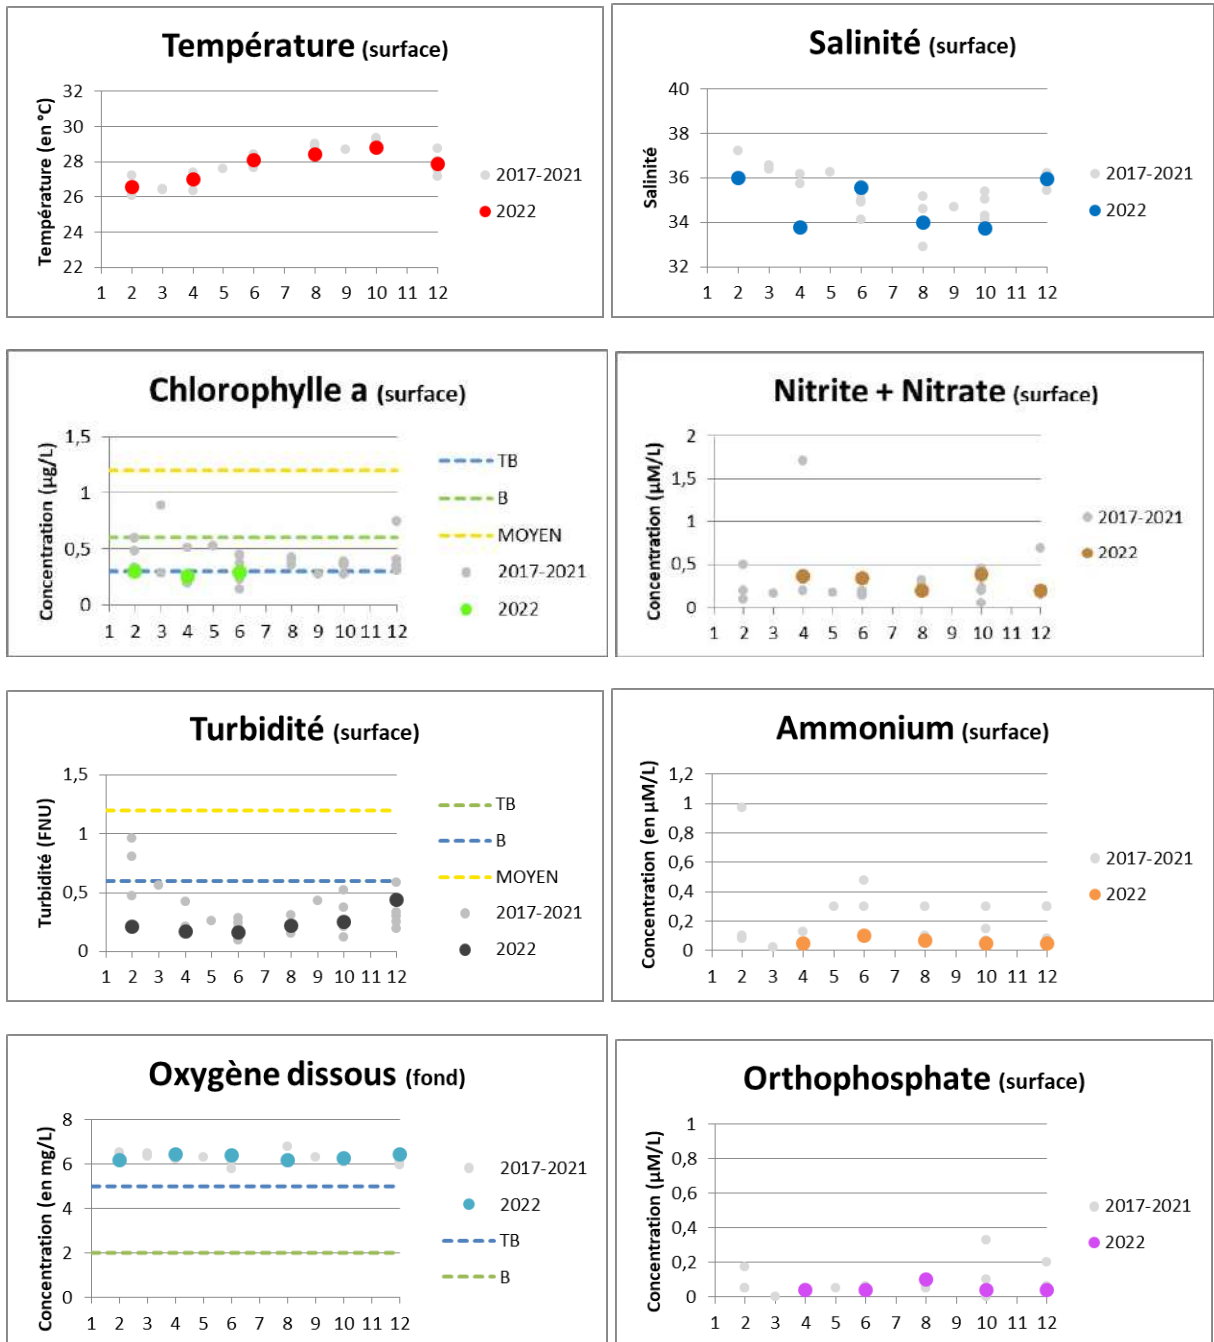 Température (surface)
Température (en °C)
32
30
28
26
24
22
1 2 3 4 5 6 7 8 9 10 11 12
2017-2021
2022
Salinité (surface)
Salinité
40
38
36
34
32
1 2 3 4 5 6 7 8 9 10 11 12
2017-2021
2022
Chlorophylle a (surface)
Concentration (µg/L)
1,5
1
0,5
0
1 2 3 4 5 6 7 8 9 10 11 12
TB
B
MOYEN
2017-2021
2022
Nitrite + Nitrate (surface)
Concentration (µM/L)
2
1,5
1
0,5
0
1 2 3 4 5 6 7 8 9 10 11 12
2017-2021
2022
Turbidité (surface)
Turbidité (FNU)
1,5
1
0,5
0
1 2 3 4 5 6 7 8 9 10 11 12
TB
B
MOYEN
2017-2021
2022
Ammonium (surface)
Concentration (en µM/L)
1,2
1
0,8
0,6
0,4
0,2
0
1 2 3 4 5 6 7 8 9 10 11 12
2017-2021
2022
Oxygène dissous (fond)
Concentration (en mg/L)
8
6
4
2
0
1 2 3 4 5 6 7 8 9 10 11 12
2017-2021
2022
TB
B
Orthophosphate (surface)
Concentration (µM/L)
1
0,8
0,6
0,4
0,2
0
1 2 3 4 5 6 7 8 9 10 11 12
2017-2021
2022